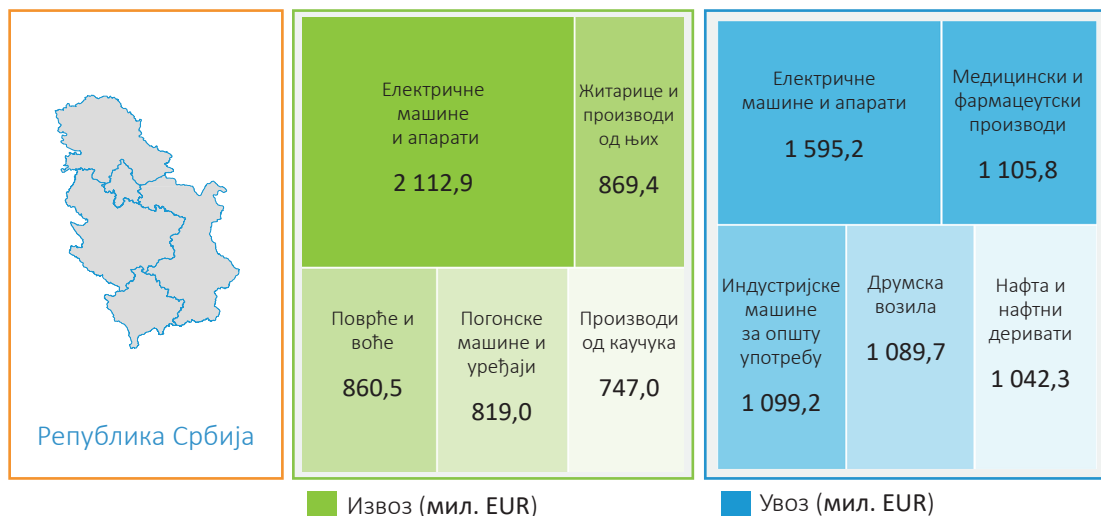 Република Србија
Електричне
машине
и апарати
2 112,9
Житарице и
производи
од њих
869,4
Поврће и
воће
860,5
Погонске
машине и
уређаји
819,0
Производи
од каучука
747,0
Извоз (мил. EUR)
Електричне
машине и апарати
1 595,2
Медицински и
фармацеутски
производи
1 105,8
Индустријске
машине
за општу
употребу
1 099,2
Друмска
возила
1 089,7
Нафта и
нафтни
деривати
1 042,3
Увоз (мил. EUR)